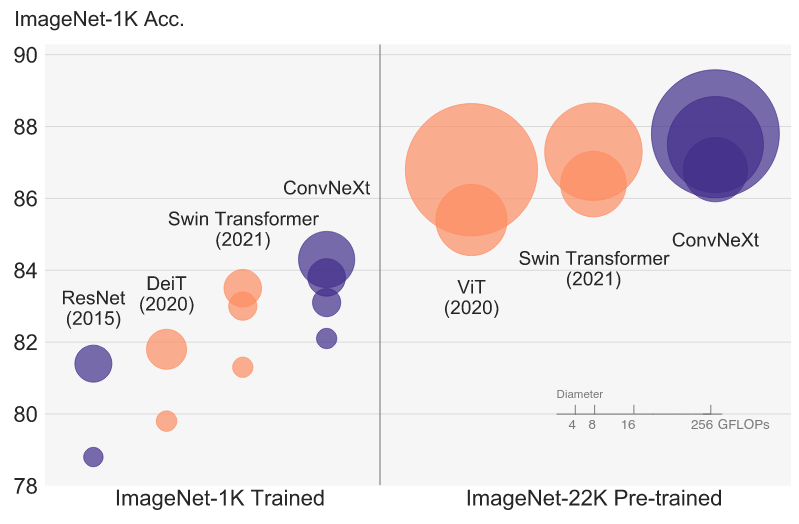 ImageNet-1K Acc.
90
88
86
84
82
80
78
ConvNeXt
Swin Transformer
(2021)
DeiT
(2020)
ResNet
(2015)
ViT
(2020)
Swin Transformer
(2021)
ConvNeXt
Diameter
4 8 16 256 GFLOPs
ImageNet-1K Trained
ImageNet-22K Pre-trained